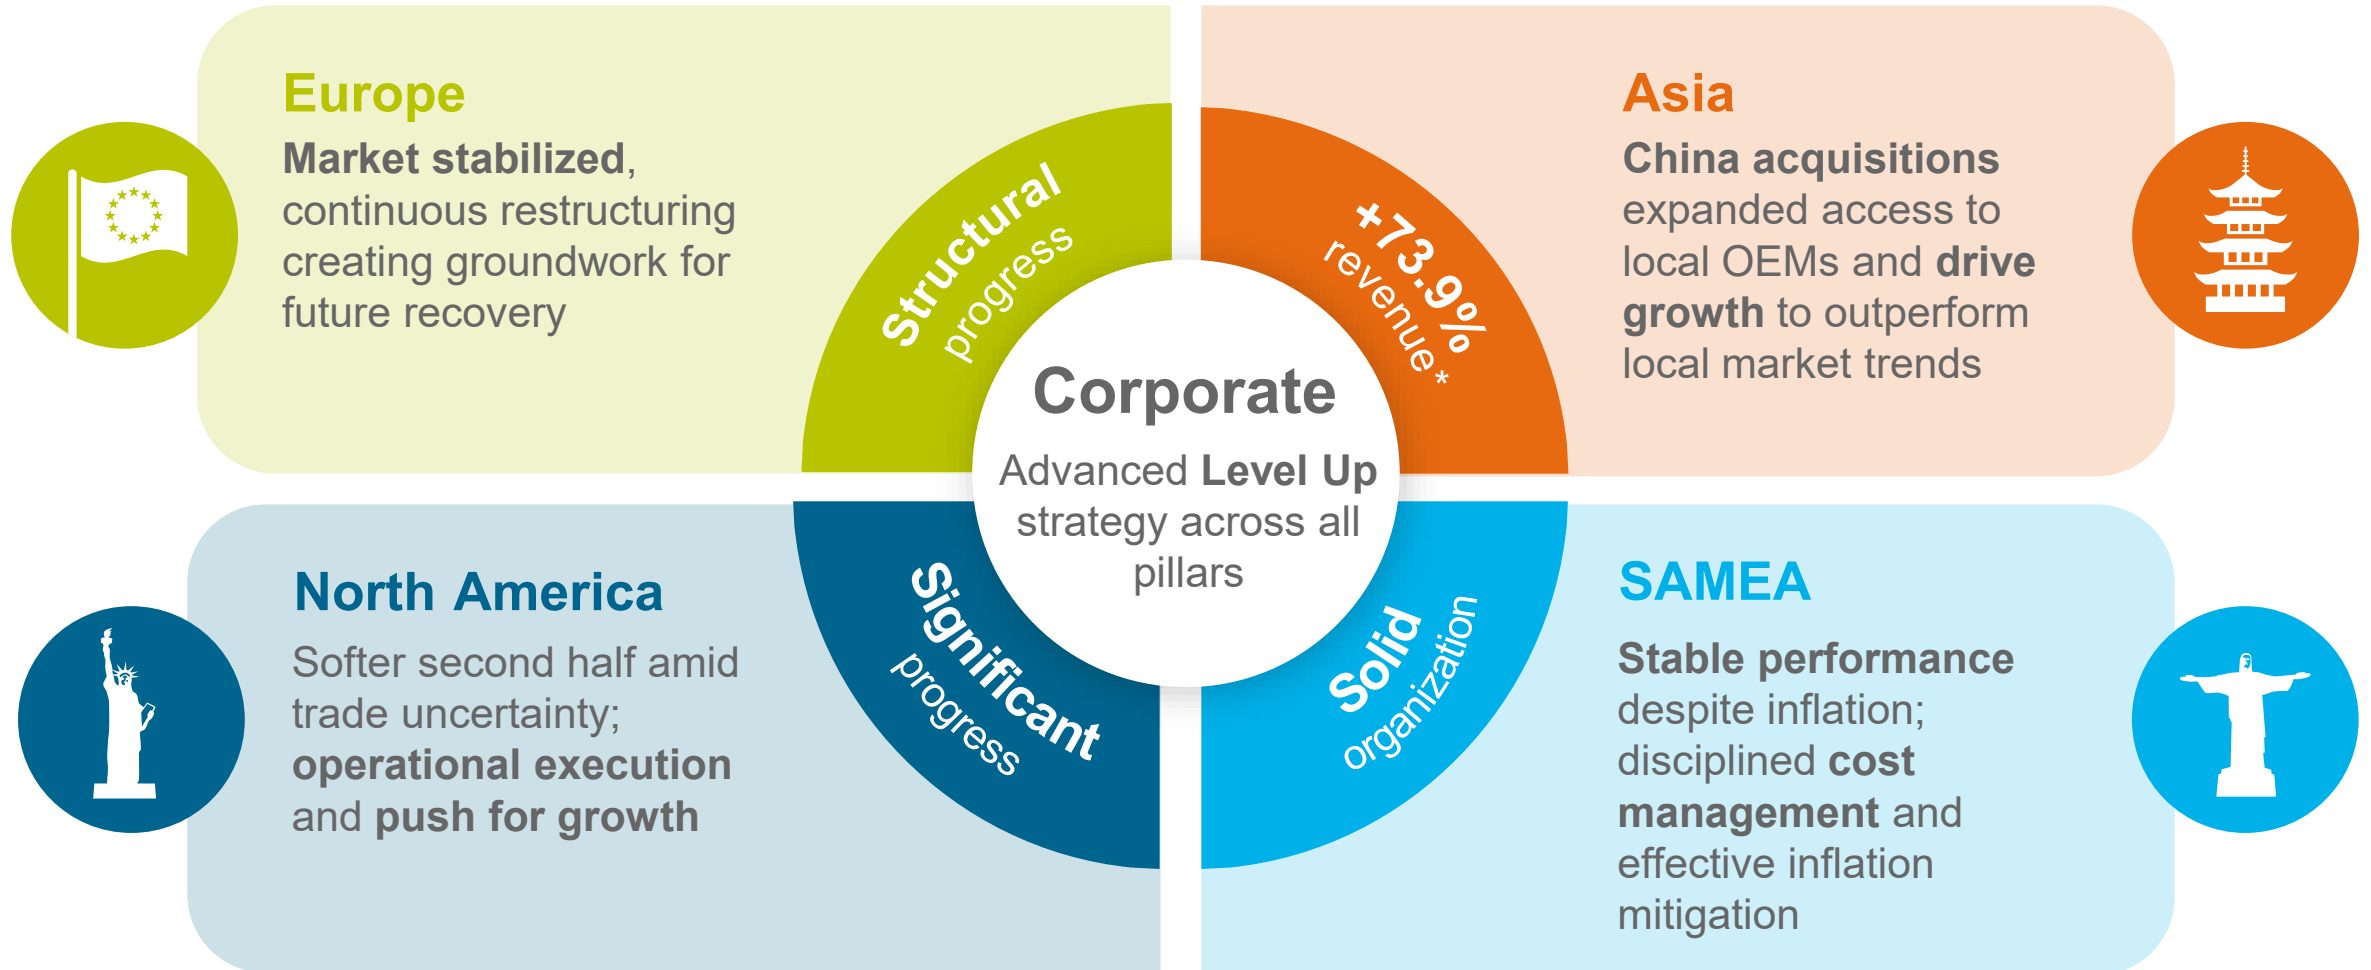 Europe
Market stabilized,
continuous restructuring
creating groundwork for
future recovery
Structural
progress
Asia
China acquisitions
expanded access to
local OEMs and drive
growth to outperform
local market trends
+73.9%
revenue*
Corporate
Advanced Level Up
strategy across all
pillars
North America
Softer second half amid
trade uncertainty;
operational execution
and push for growth
Significant
progress
SAMEA
Stable performance
despite inflation;
disciplined cost
management and
effective inflation
mitigation
Solid
organization